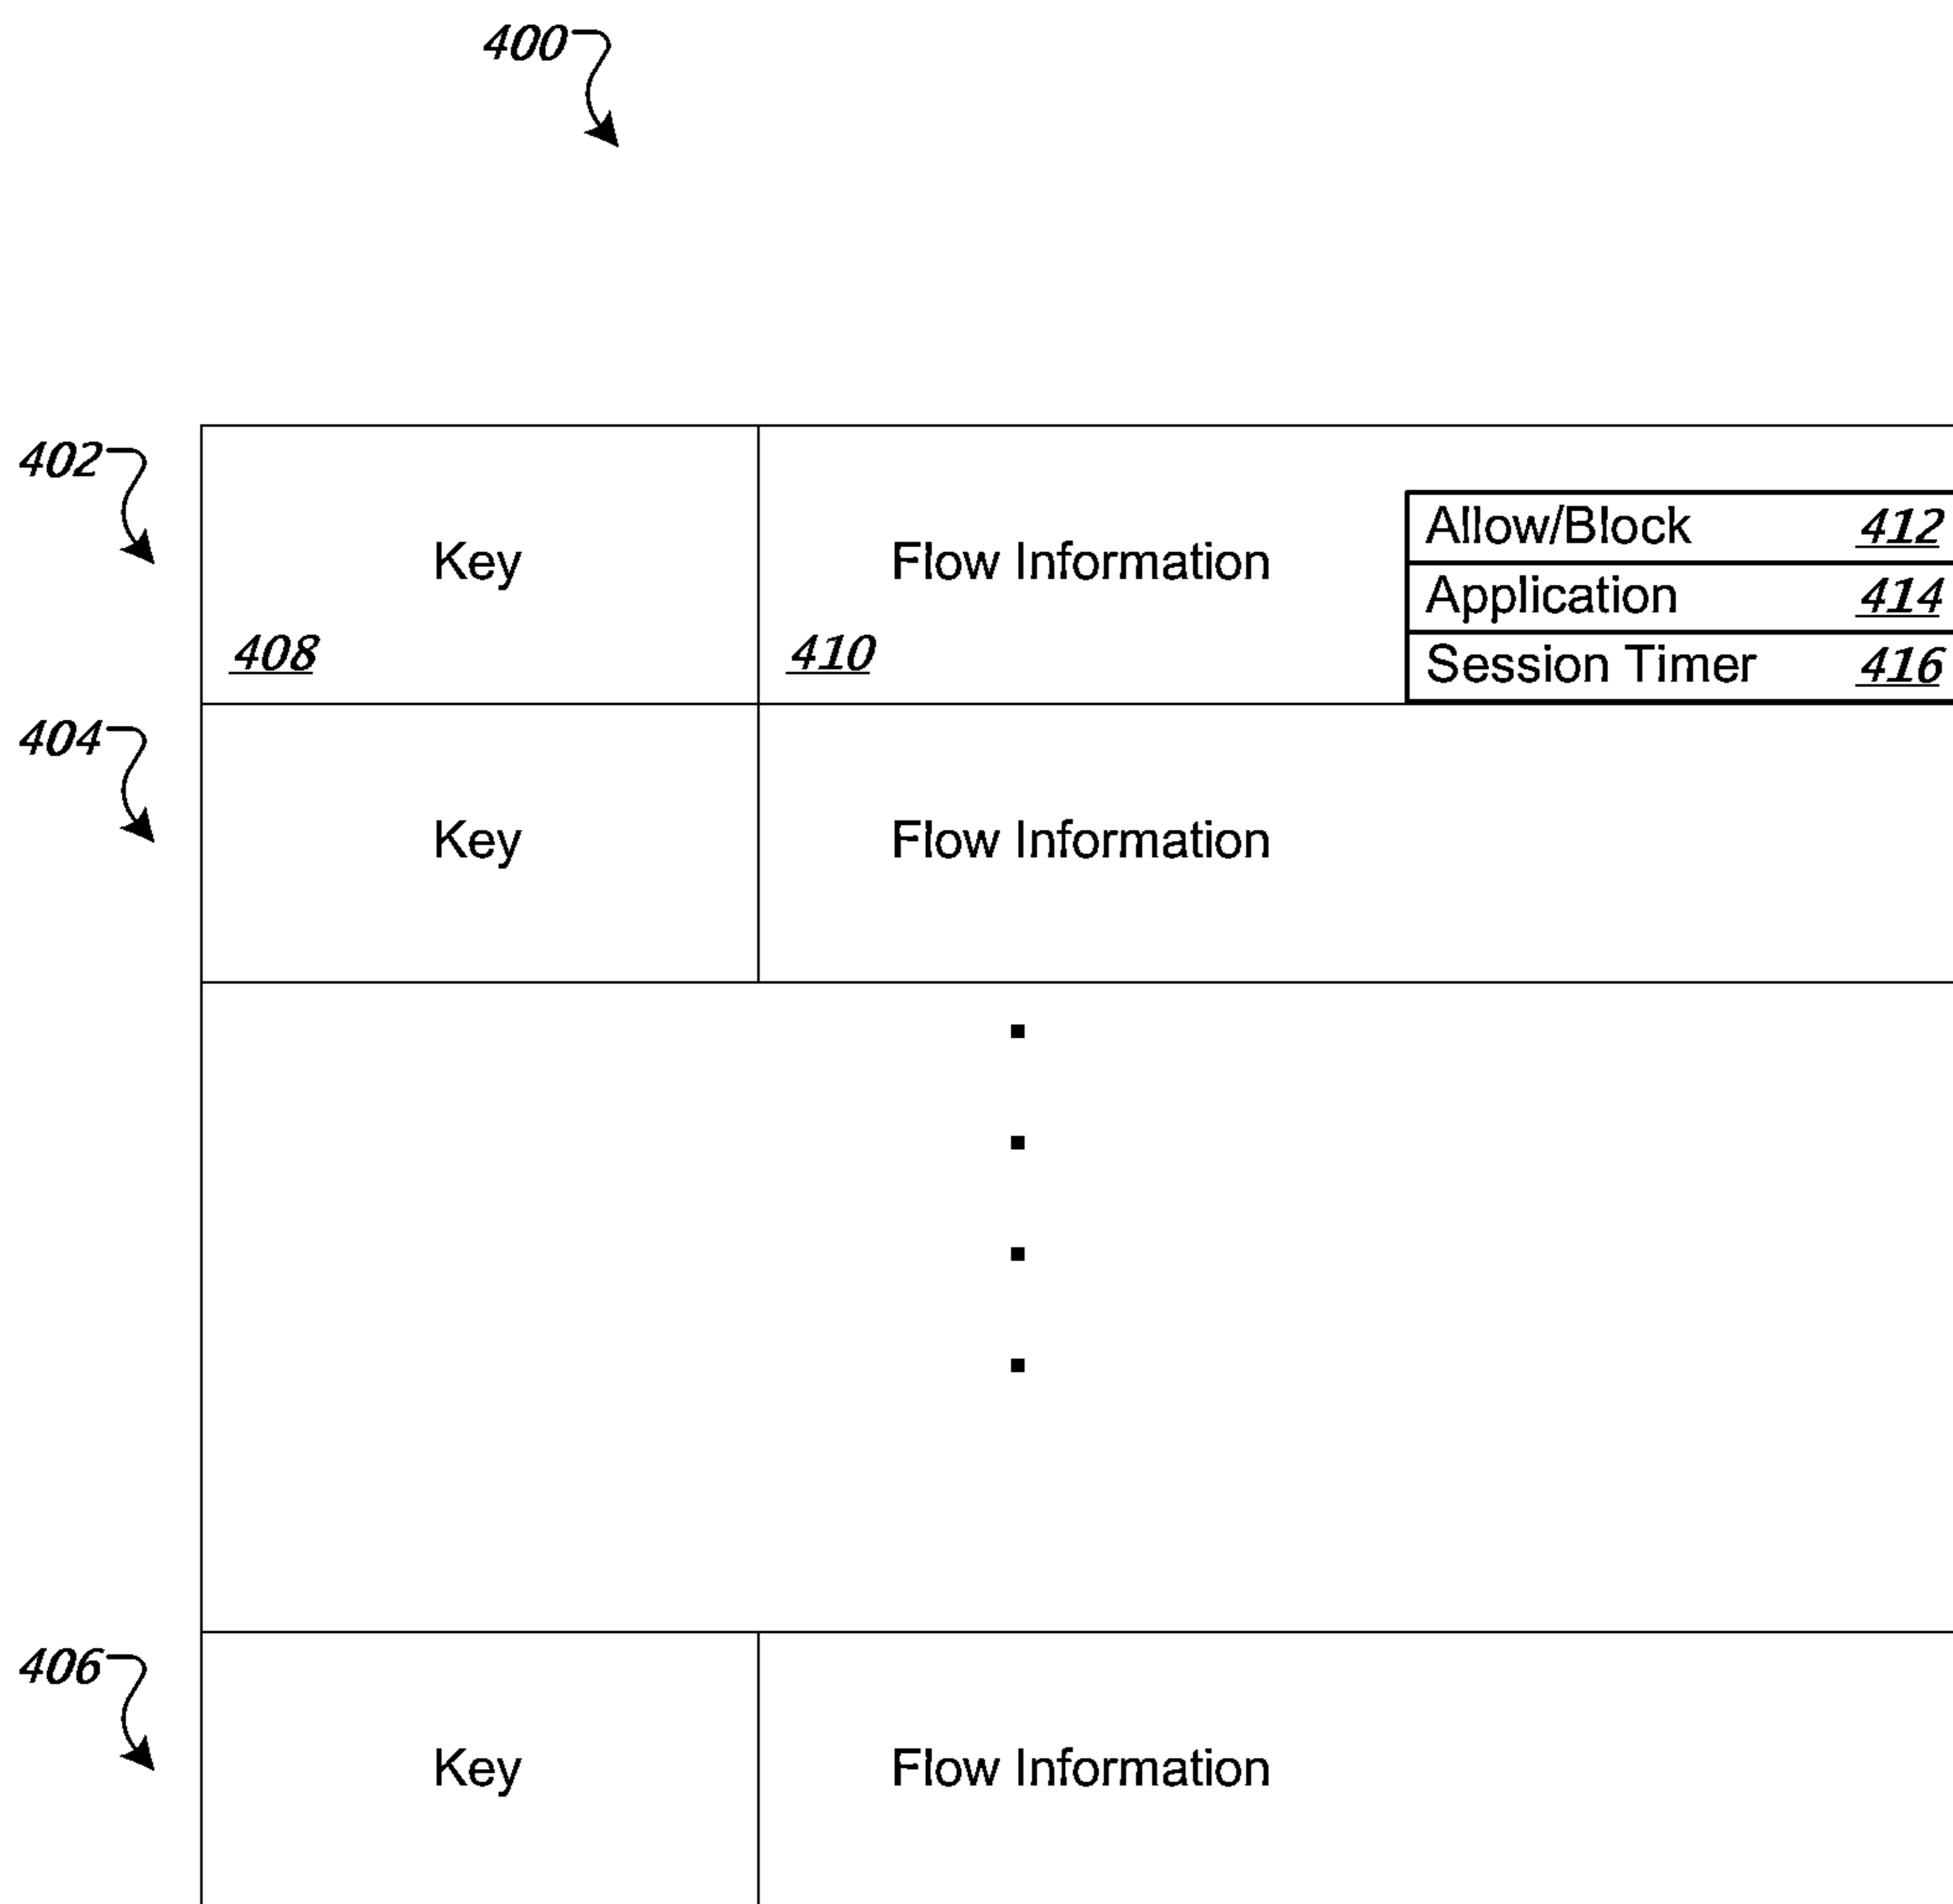 400
402
Key
408
Flow Information
410
Allow/Block 412
Application 414
Session Timer 416
404
Key
Flow Information
406
Key
Flow Information